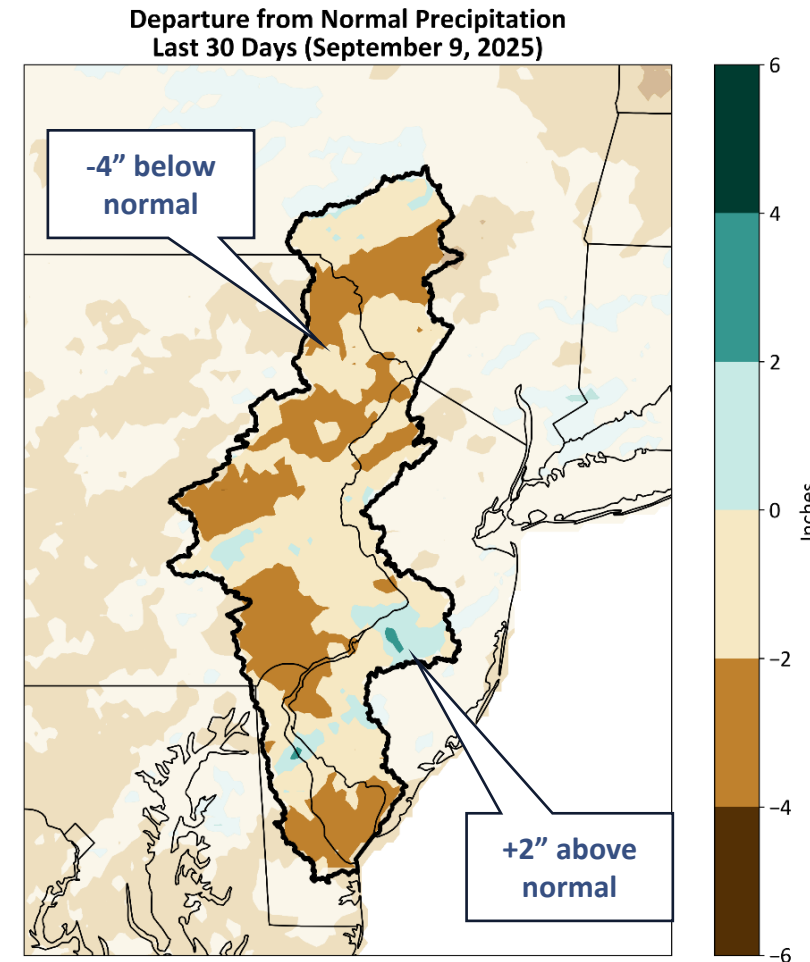 Departure from Normal Precipitation
Last 30 Days (September 9, 2025)
-4” below
normal
+2” above
normal
6
4
2
0
−2
−4
−6
Inches